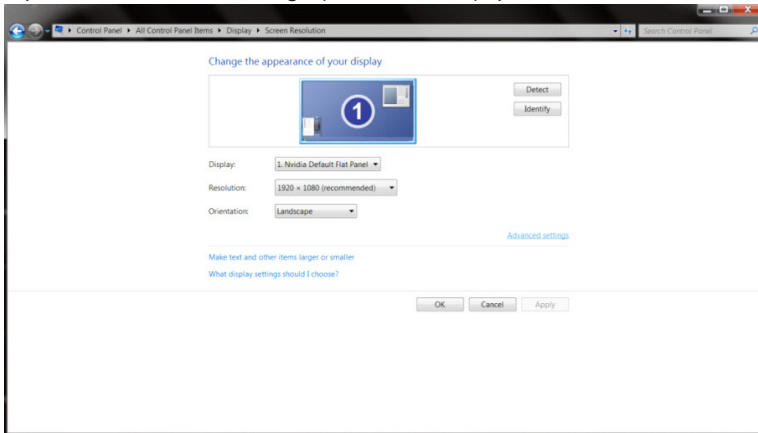 Control Panel ▸ All Control Panel Items ▸ Display ▸ Screen Resolution
Search Control Panel
Change the appearance of your display
1
Detect
Identify
Display: 1. Nvidia Default Flat Panel
Resolution: 1920 × 1080 (recommended)
Orientation: Landscape
Advanced settings
Make text and other items larger or smaller
What display settings should I choose?
OK Cancel Apply